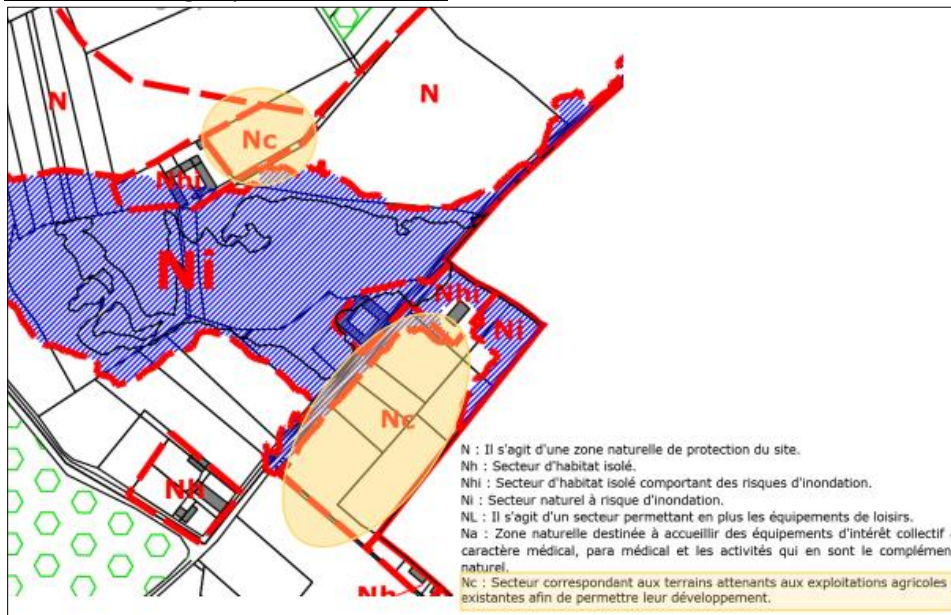 N
N
Nc
Nhi
Ni
Nhi
Ni
Nc
Nh
Nh
N : Il s'agit d'une zone naturelle de protection du site.
Nh : Secteur d'habitat isolé.
Nhi : Secteur d'habitat isolé comportant des risques d'inondation.
Ni : Secteur naturel à risque d'inondation.
NL : Il s'agit d'un secteur permettant en plus les équipements de loisirs.
Na : Zone naturelle destinée à accueillir des équipements d'intérêt collectif
caractère médical, para médical et les activités qui en sont le complémen
naturel.
Nc : Secteur correspondant aux terrains attenants aux exploitations agricoles
existantes afin de permettre leur développement.